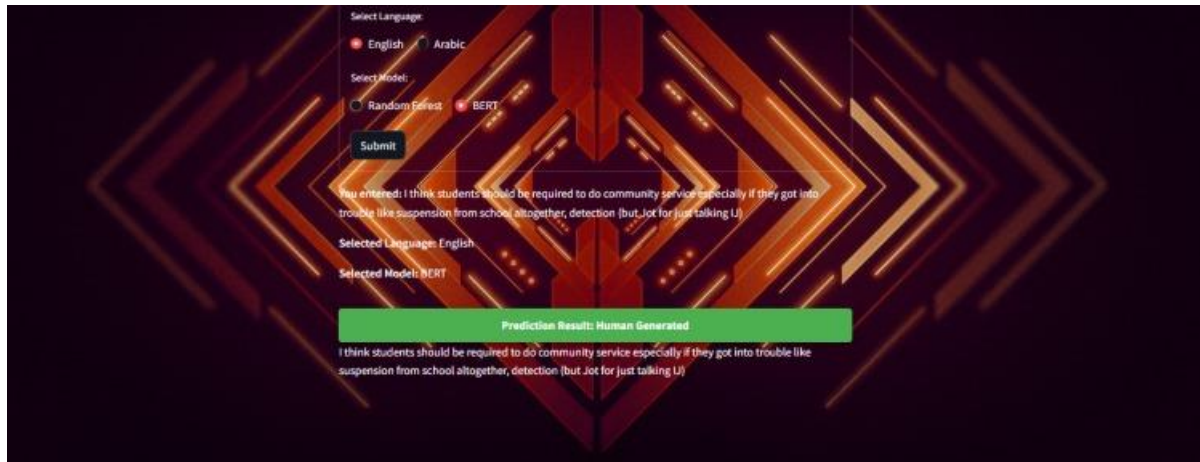 Select Language:
English Arabic
Select Model:
Random Forest BERT
Submit
You entered: I think students should be required to do community service especially if they got into
trouble like suspension from school altogether, detection (but Jot for just talking IJ)
Selected Language: English
Selected Model: BERT
Prediction Result: Human Generated
I think students should be required to do community service especially if they got into trouble like
suspension from school altogether, detection (but Jot for just talking IJ)